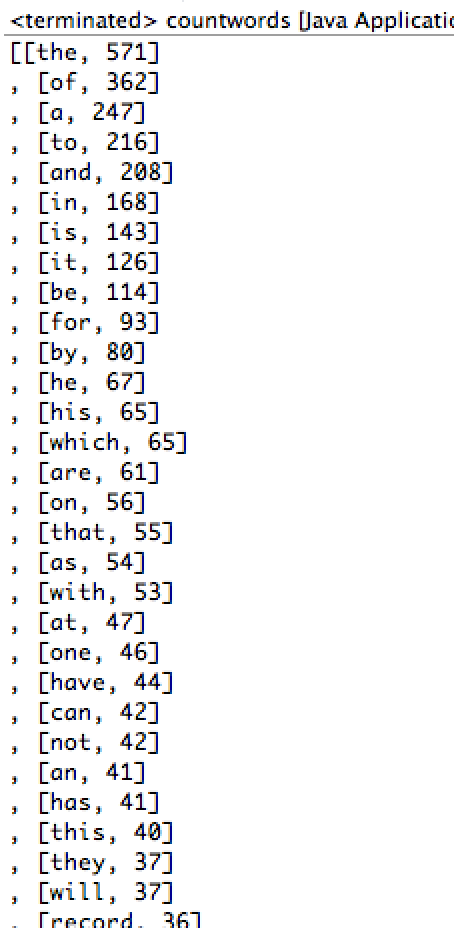 <terminated> countwords [Java Applicatio
[[the, 571]
, [of, 362]
, [a, 247]
, [to, 216]
, [and, 208]
, [in, 168]
, [is, 143]
, [it, 126]
, [be, 114]
, [for, 93]
, [by, 80]
, [he, 67]
, [his, 65]
, [which, 65]
, [are, 61]
, [on, 56]
, [that, 55]
, [as, 54]
, [with, 53]
, [at, 47]
, [one, 46]
, [have, 44]
, [can, 42]
, [not, 42]
, [an, 41]
, [has, 41]
, [this, 40]
, [they, 37]
, [will, 37]
, [record, 36]